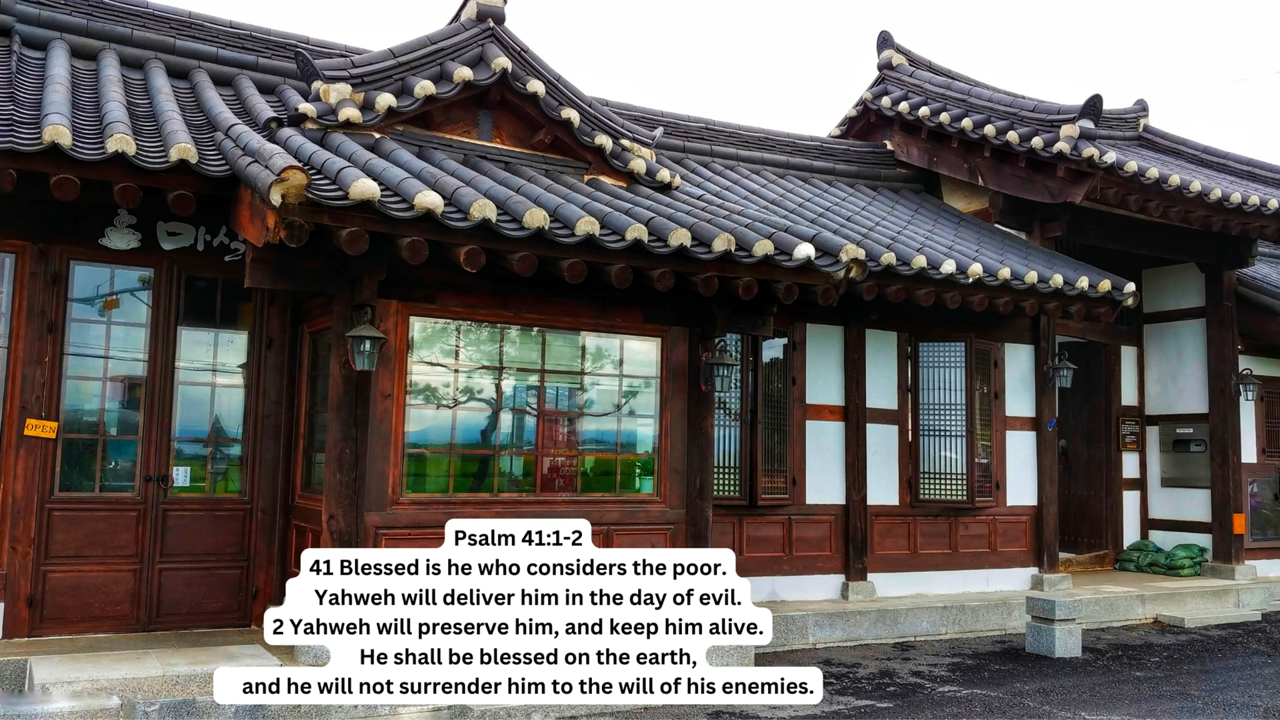 마실
OPEN
Psalm 41:1-2
41 Blessed is he who considers the poor.
Yahweh will deliver him in the day of evil.
2 Yahweh will preserve him, and keep him alive.
He shall be blessed on the earth,
and he will not surrender him to the will of his enemies.